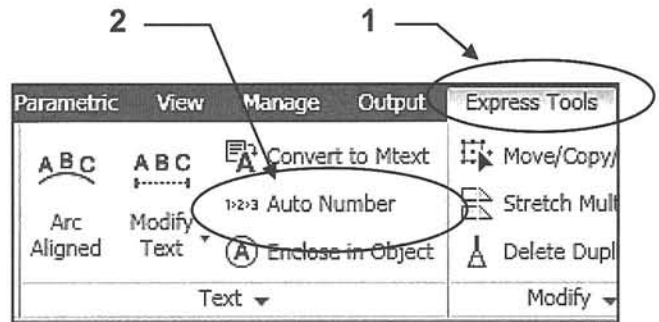 2 1
Parametric View Manage Output Express Tools
ABC ABC Convert to Mtext Move/Copy/
1>2>3 Auto Number Stretch Mult
Arc Aligned Modify Text A Enclose in Object Delete Dupl
Text Modify